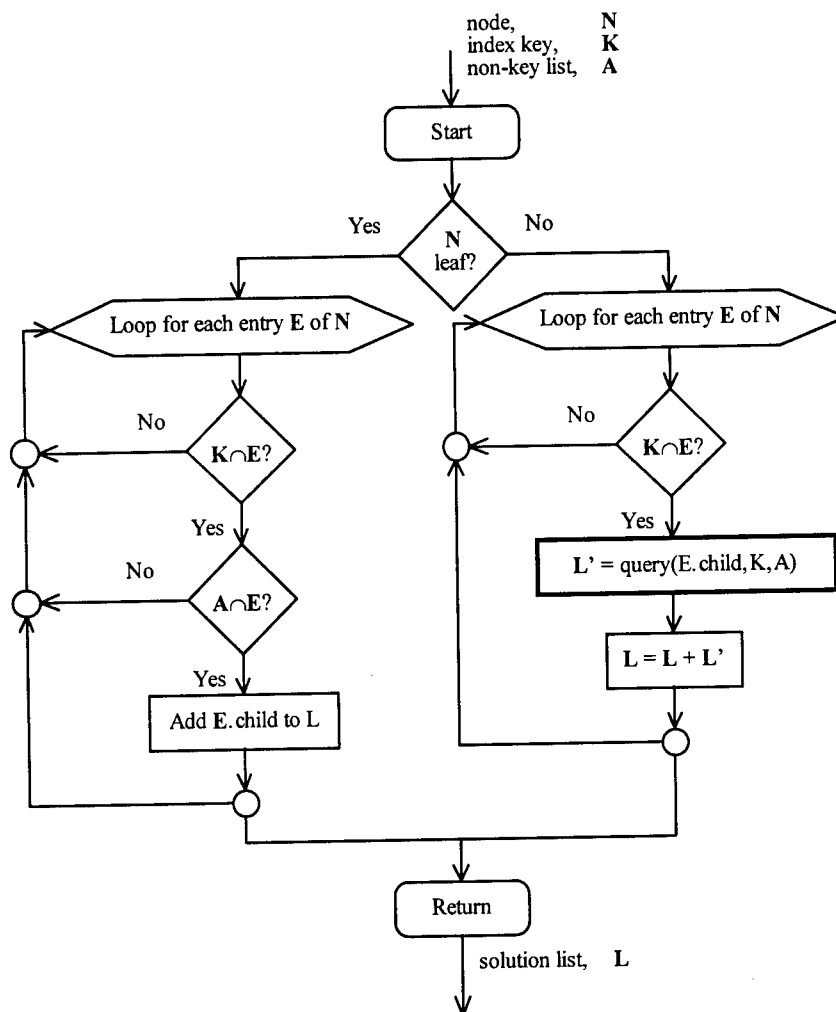 node, N
index key, K
non-key list, A
Start
Yes
No
N
leaf?
Loop for each entry E of N
Loop for each entry E of N
No
No
K∩E?
K∩E?
Yes
Yes
L' = query(E.child,K,A)
No
A∩E?
L = L + L'
Yes
Add E.child to L
Return
solution list, L